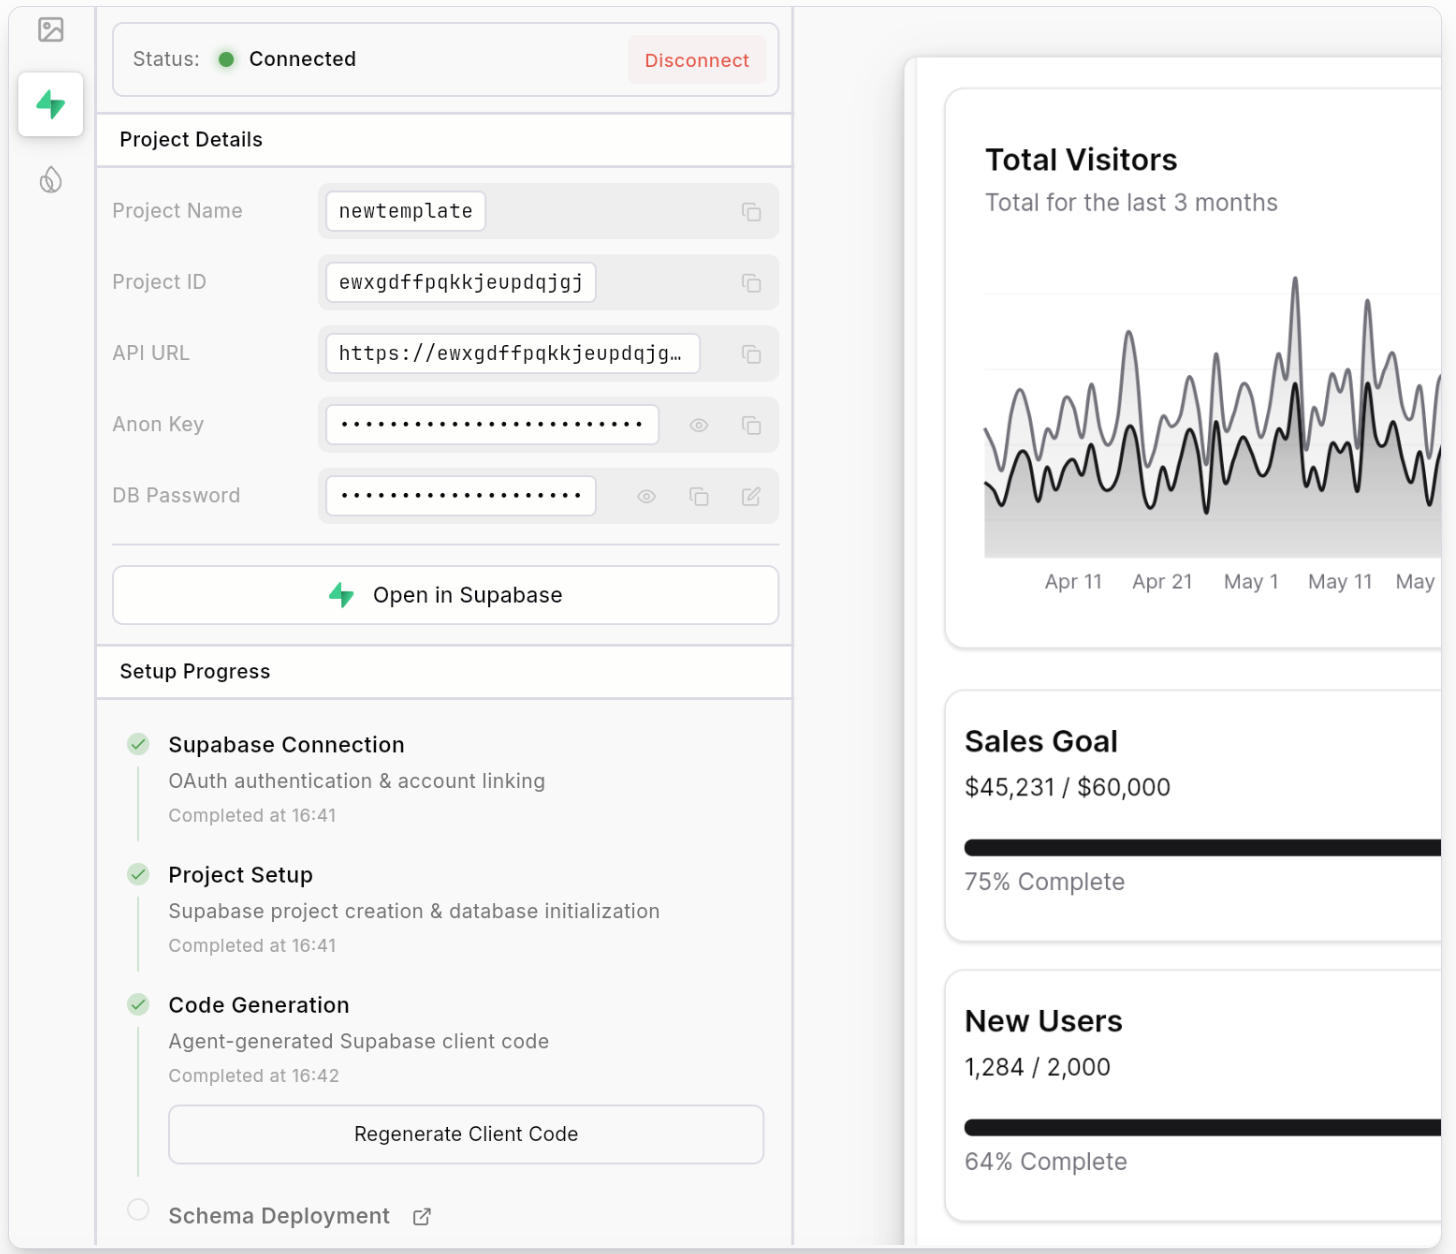 Status: Connected
Disconnect
Project Details
Project Name
newtemplate
Project ID
ewxgdffpqkkjeupdqjgj
API URL
https://ewxgdffpqkkjeupdqjg…
Anon Key
•••••••••••••••••••••••••
DB Password
••••••••••••••••••••
Open in Supabase
Setup Progress
Supabase Connection
OAuth authentication & account linking
Completed at 16:41
Project Setup
Supabase project creation & database initialization
Completed at 16:41
Code Generation
Agent-generated Supabase client code
Completed at 16:42
Regenerate Client Code
Schema Deployment
Total Visitors
Total for the last 3 months
Apr 11 Apr 21 May 1 May 11 May
Sales Goal
$45,231 / $60,000
75% Complete
New Users
1,284 / 2,000
64% Complete